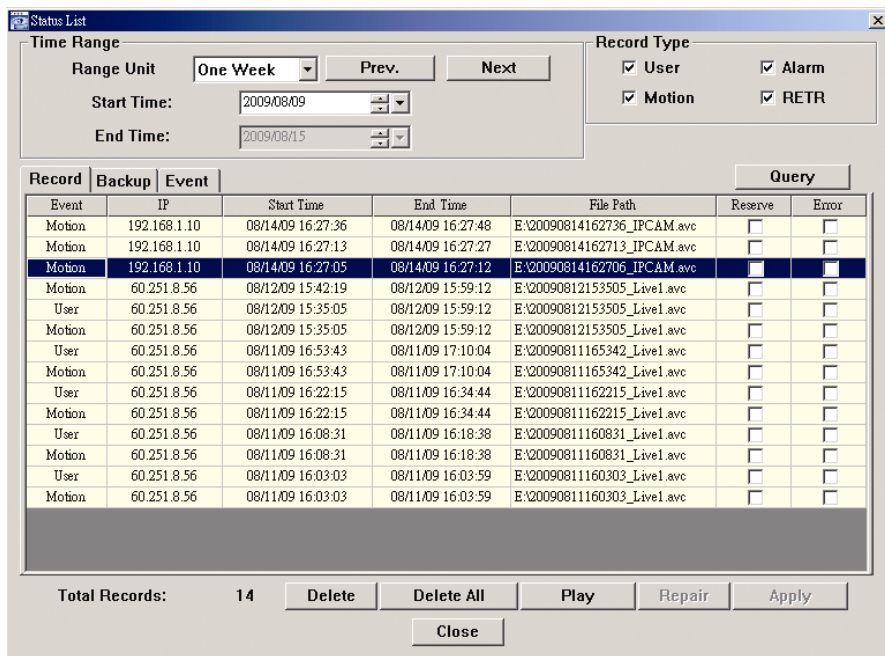 Status List
Time Range
Record Type
Range Unit One Week Prev. Next
User Alarm
Start Time: 2009/08/09
Motion RETR
End Time: 2009/08/15
Record Backup Event Query
Event IP Start Time End Time File Path Reserve Error
Motion 192.168.1.10 08/14/09 16:27:36 08/14/09 16:27:48 E:\20090814162736_IPCAM.avc
Motion 192.168.1.10 08/14/09 16:27:13 08/14/09 16:27:27 E:\20090814162713_IPCAM.avc
Motion 192.168.1.10 08/14/09 16:27:05 08/14/09 16:27:12 E:\20090814162706_IPCAM.avc
Motion 60.251.8.56 08/12/09 15:42:19 08/12/09 15:59:12 E:\20090812153505_Live1.avc
User 60.251.8.56 08/12/09 15:35:05 08/12/09 15:59:12 E:\20090812153505_Live1.avc
Motion 60.251.8.56 08/12/09 15:35:05 08/12/09 15:59:12 E:\20090812153505_Live1.avc
User 60.251.8.56 08/11/09 16:53:43 08/11/09 17:10:04 E:\20090811165342_Live1.avc
Motion 60.251.8.56 08/11/09 16:53:43 08/11/09 17:10:04 E:\20090811165342_Live1.avc
User 60.251.8.56 08/11/09 16:22:15 08/11/09 16:34:44 E:\20090811162215_Live1.avc
Motion 60.251.8.56 08/11/09 16:22:15 08/11/09 16:34:44 E:\20090811162215_Live1.avc
User 60.251.8.56 08/11/09 16:08:31 08/11/09 16:18:38 E:\20090811160831_Live1.avc
Motion 60.251.8.56 08/11/09 16:08:31 08/11/09 16:18:38 E:\20090811160831_Live1.avc
User 60.251.8.56 08/11/09 16:03:03 08/11/09 16:03:59 E:\20090811160303_Live1.avc
Motion 60.251.8.56 08/11/09 16:03:03 08/11/09 16:03:59 E:\20090811160303_Live1.avc
Total Records: 14 Delete Delete All Play Repair Apply
Close